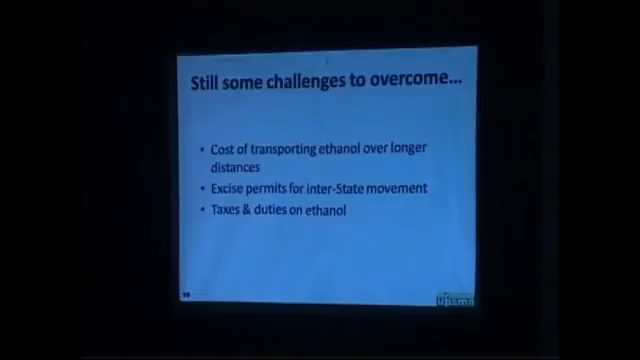 Still some challenges to overcome...
• Cost of transporting ethanol over longer
distances
• Excise permits for inter-State movement
• Taxes & duties on ethanol
upsma